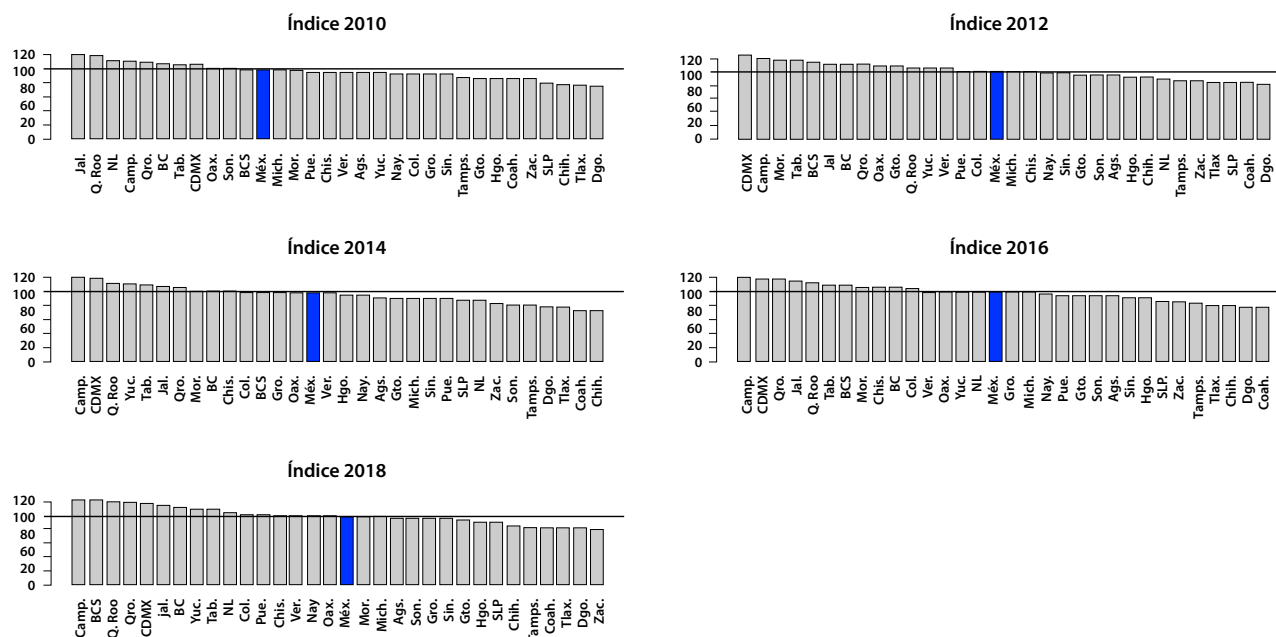 Índice 2010
120
100
80
60
40
20
0
Jal.
Q. Roo
NL
Camp.
Qro.
BC
Tab.
CDMX
Oax.
Son.
BCS
Méx.
Mich.
Mor.
Pue.
Chis.
Ver.
Ags.
Yuc.
Nay.
Col.
Gro.
Sin.
Tamps.
Gto.
Hgo.
Coah.
Zac.
SLP
Chih.
Tlax.
Dgo.
Índice 2012
120
100
80
60
40
20
0
CDMX
Camp.
Mor.
Tab.
BCS
Jal
BC
Qro.
Oax.
Gto.
Q. Roo
Yuc.
Ver.
Pue.
Col.
Méx.
Mich.
Chis.
Nay.
Sin.
Gro.
Son.
Ags.
Hgo.
Chih.
NL
Tamps.
Zac.
Tlax
SLP
Coah.
Dgo.
Índice 2014
120
100
80
60
40
20
0
Camp.
CDMX
Q. Roo
Yuc.
Tab.
Jal.
Qro.
Mor.
BC
Chis.
Col.
BCS
Gro.
Oax.
Méx.
Ver.
Hgo.
Nay.
Ags.
Gto.
Mich.
Sin.
Pue.
SLP
NL
Zac.
Son.
Tamps.
Dgo.
Tlax.
Coah.
Chih.
Índice 2016
120
100
80
60
40
20
0
Camp.
CDMX
Qro.
Jal.
Q. Roo
Tab.
BCS
Mor.
Chis.
BC
Col.
Ver.
Oax.
Yuc.
NL
Méx.
Gro.
Mich.
Nay.
Pue.
Gto.
Son.
Ags.
Sin.
Hgo.
SLP.
Zac.
Tamps.
Tlax.
Chih.
Dgo.
Coah.
Índice 2018
120
100
80
60
40
20
0
Camp.
BCS
Q. Roo
Qro.
CDMX
jal.
BC
Yuc.
Tab.
NL
Col.
Pue.
Chis.
Ver.
Nay
Oax.
Méx.
Mor.
Mich.
Ags.
Son.
Gro.
Sin.
Gto.
Hgo.
SLP
Chih.
Tamps.
Coah.
Tlax.
Dgo.
Zac.